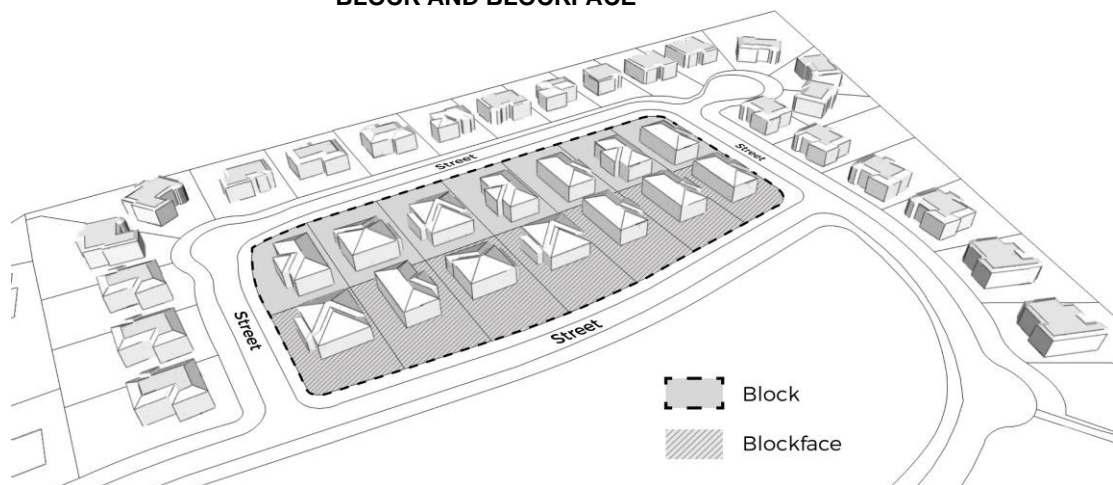 BLOCK AND BLOCKFACE
Street
Street
Street
Street
Block
Blockface